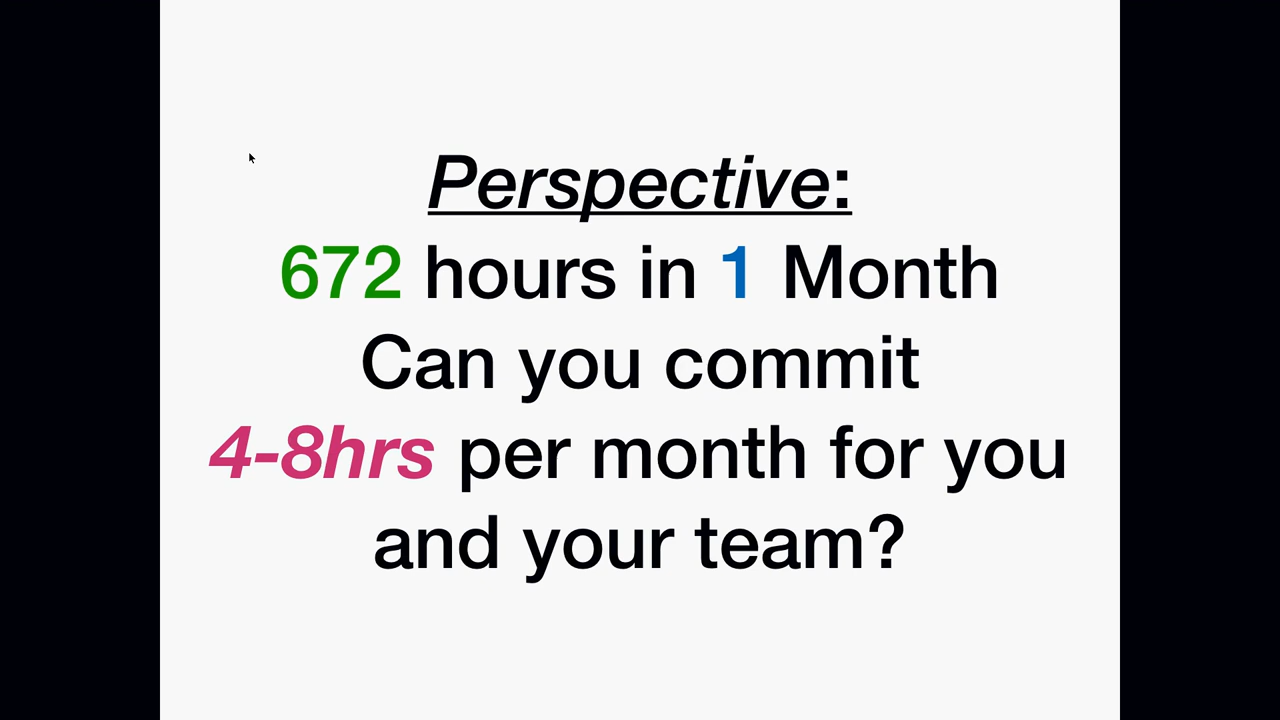 Perspective:
672 hours in 1 Month
Can you commit
4-8hrs per month for you
and your team?